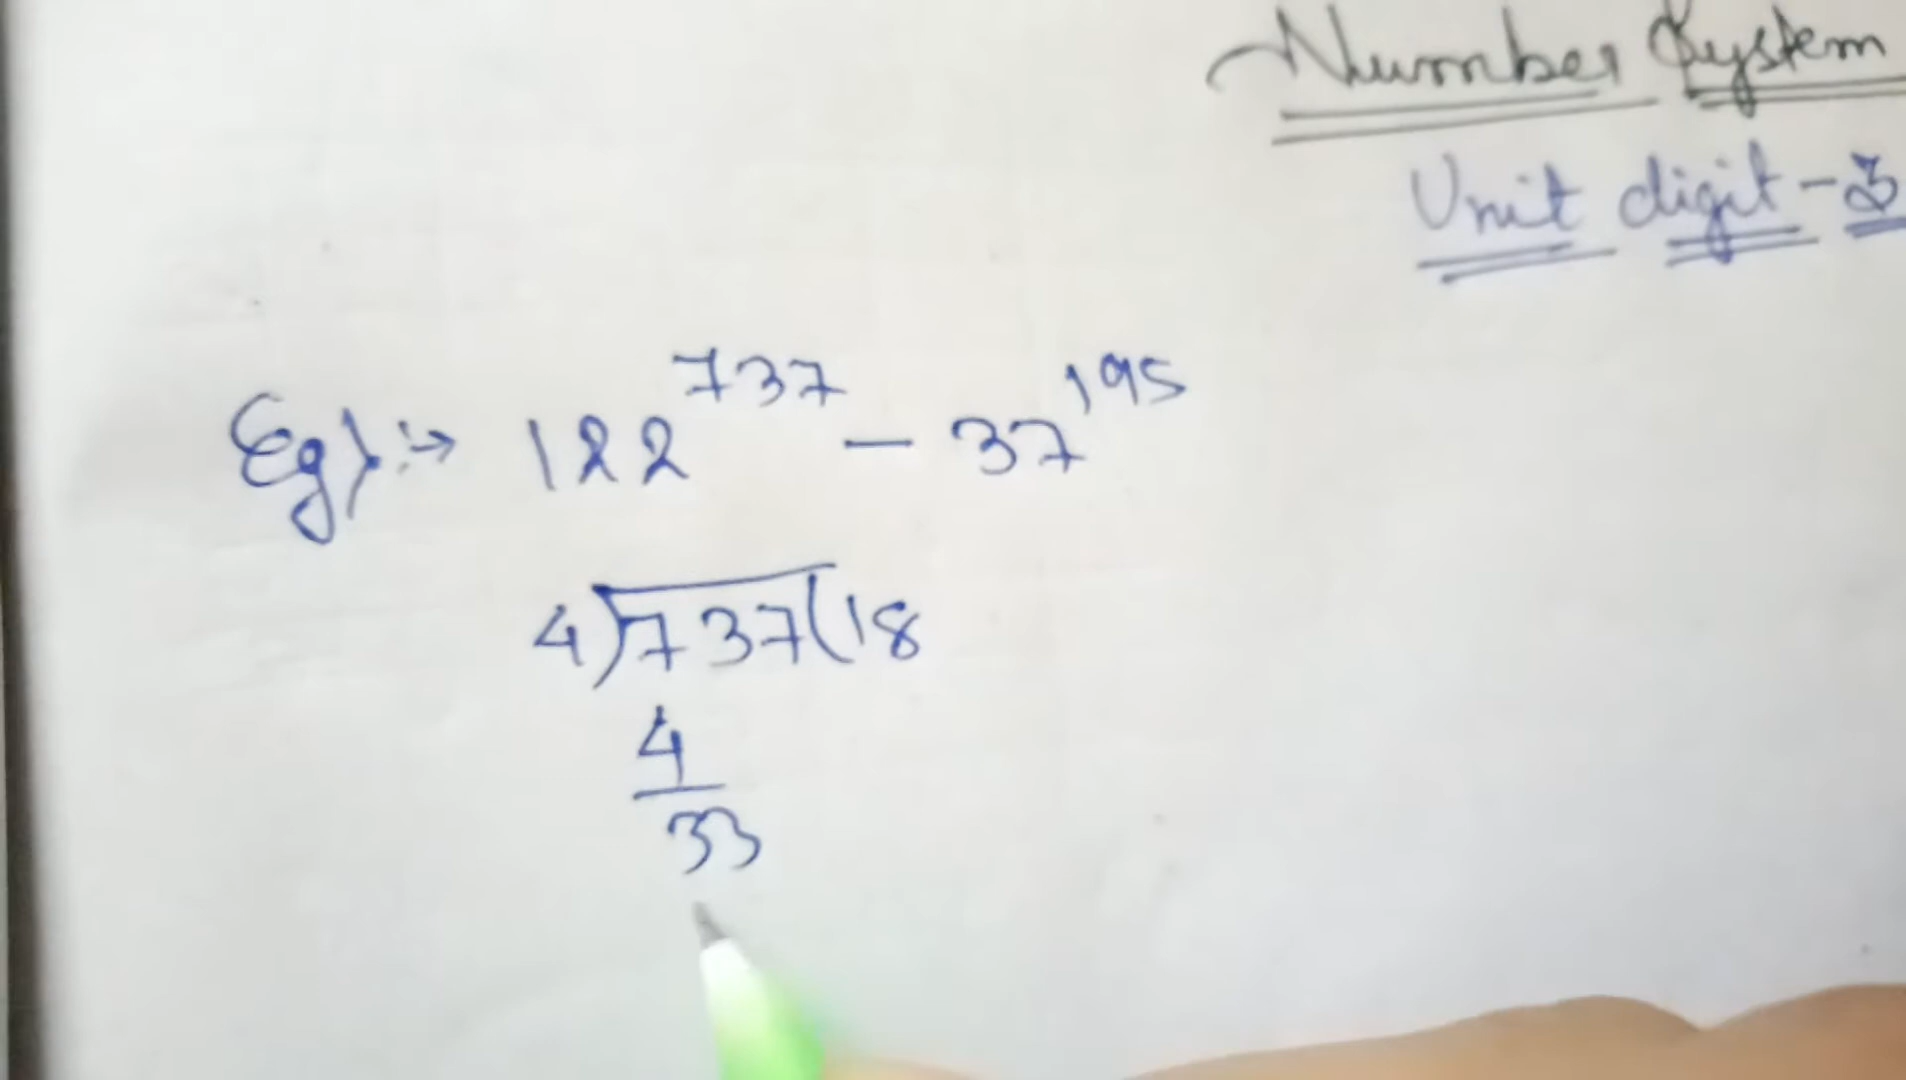 Number System
Unit digit - 3
Eg):→ 122^737 - 37^195
4)737(18
4
33